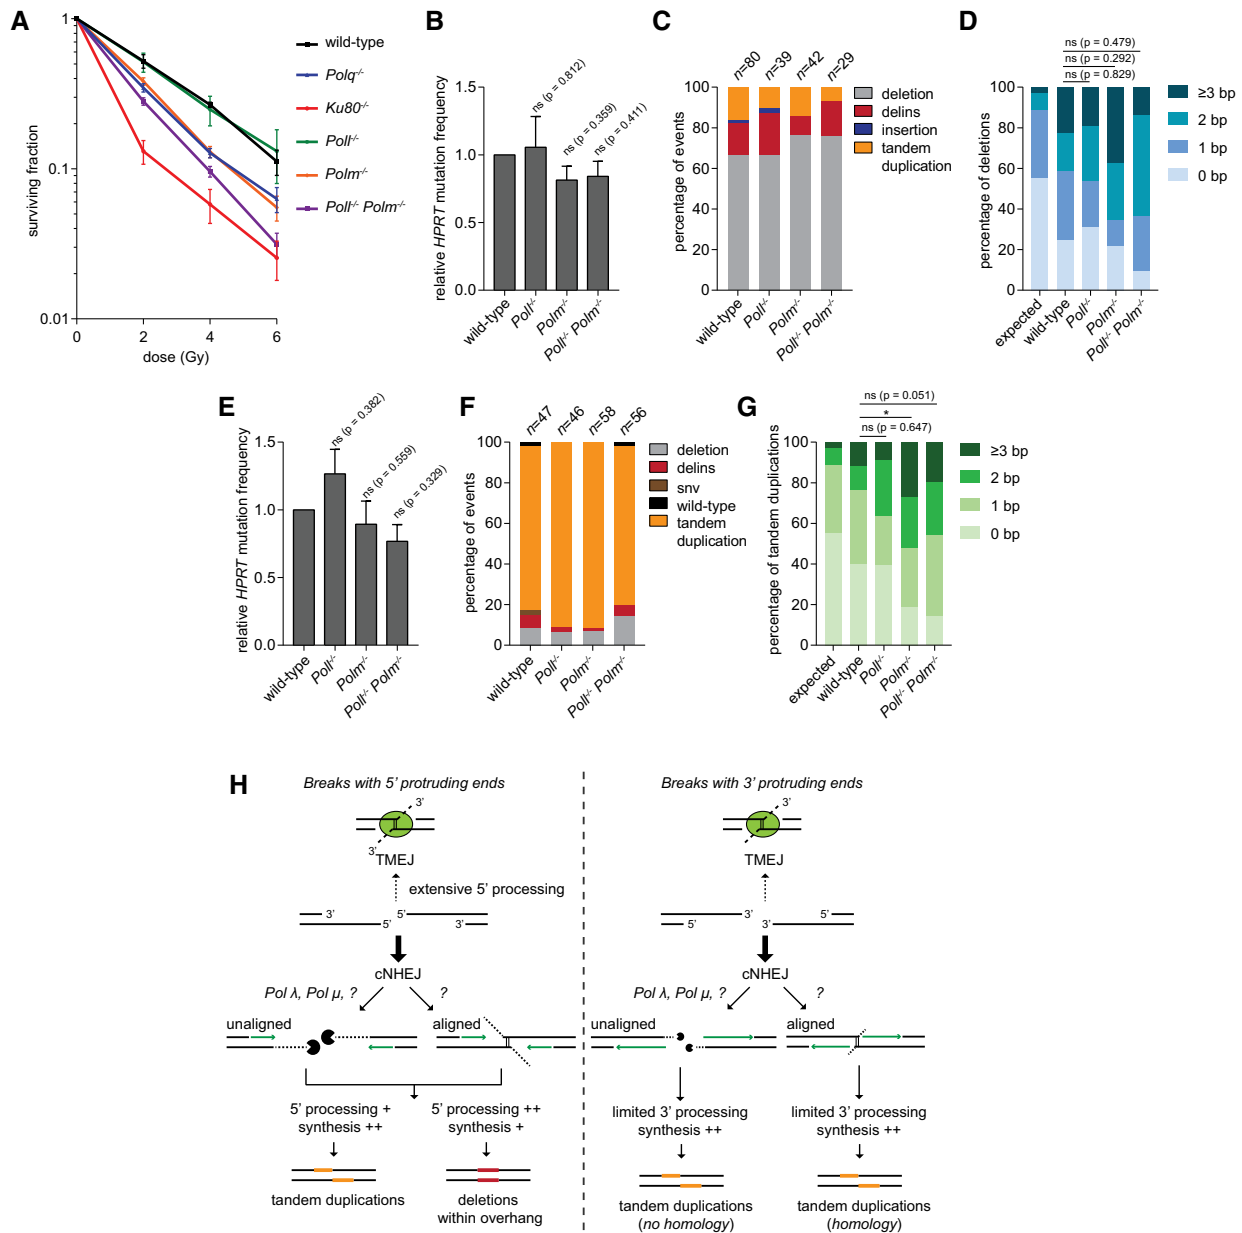 A
surviving fraction
1
0.1
0.01
0
2
4
6
dose (Gy)
wild-type
Polq-/-
Ku80-/-
Poll-/-
Polm-/-
Poll-/- Polm-/-
B
relative HPRT mutation frequency
1.5
1.0
0.5
0.0
ns (p = 0.812)
ns (p = 0.359)
ns (p = 0.411)
wild-type
Poll-/-
Polm-/-
Poll-/- Polm-/-
C
percentage of events
100
80
60
40
20
0
n=80
n=39
n=42
n=29
wild-type
Poll-/-
Polm-/-
Poll-/- Polm-/-
deletion
delins
insertion
tandem
duplication
D
percentage of deletions
ns (p = 0.479)
ns (p = 0.292)
ns (p = 0.829)
100
80
60
40
20
0
expected
wild-type
Poll-/-
Polm-/-
Poll-/- Polm-/-
≥3 bp
2 bp
1 bp
0 bp
E
relative HPRT mutation frequency
1.5
1.0
0.5
0.0
ns (p = 0.382)
ns (p = 0.559)
ns (p = 0.329)
wild-type
Poll-/-
Polm-/-
Poll-/- Polm-/-
F
percentage of events
100
80
60
40
20
0
n=47
n=46
n=58
n=56
wild-type
Poll-/-
Polm-/-
Poll-/- Polm-/-
deletion
delins
snv
wild-type
tandem
duplication
G
percentage of tandem duplications
ns (p = 0.051)
*
ns (p = 0.647)
100
80
60
40
20
0
expected
wild-type
Poll-/-
Polm-/-
Poll-/- Polm-/-
≥3 bp
2 bp
1 bp
0 bp
H
Breaks with 5' protruding ends
3'
3'
TMEJ
extensive 5' processing
3'
5'
5'
3'
cNHEJ
Pol λ, Pol μ, ?
?
unaligned
aligned
5' processing +
synthesis ++
5' processing ++
synthesis +
tandem duplications
deletions
within overhang
Breaks with 3' protruding ends
3'
TMEJ
3'
5'
5'
3'
cNHEJ
Pol λ, Pol μ, ?
?
unaligned
aligned
limited 3' processing
synthesis ++
limited 3' processing
synthesis ++
tandem duplications
(no homology)
tandem duplications
(homology)